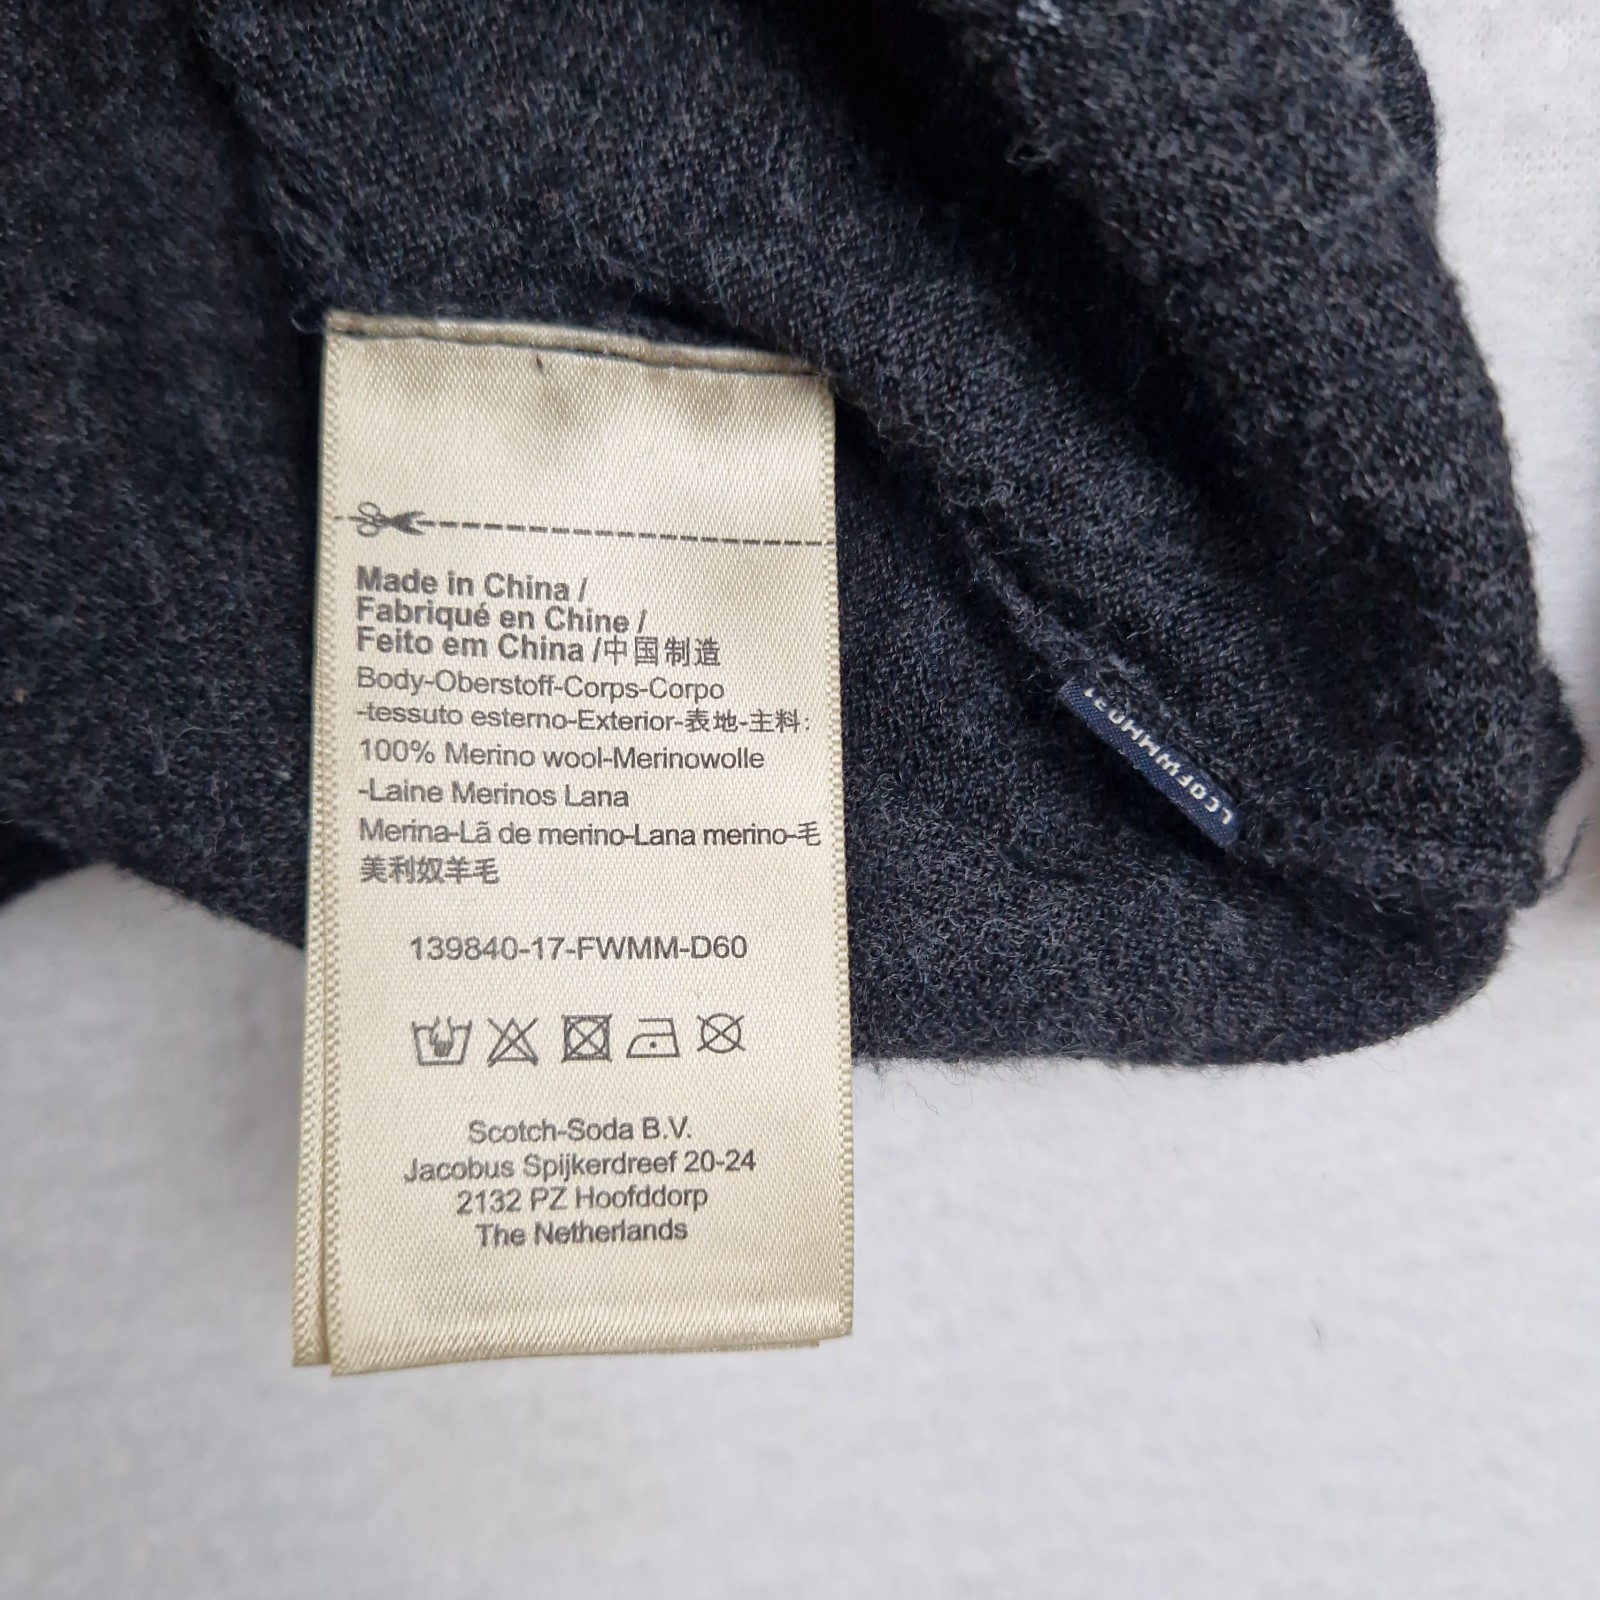 Made in China /
Fabriqué en Chine /
Feito em China /中国制造
Body-Oberstoff-Corps-Corpo
-tessuto esterno-Exterior-表地-主料:
100% Merino wool-Merinowolle
-Laine Merinos Lana
Merina-Lã de merino-Lana merino-毛
美利奴羊毛
139840-17-FWMM-D60
Scotch-Soda B.V.
Jacobus Spijkerdreef 20-24
2132 PZ Hoofddorp
The Netherlands
LC0FWMMU031